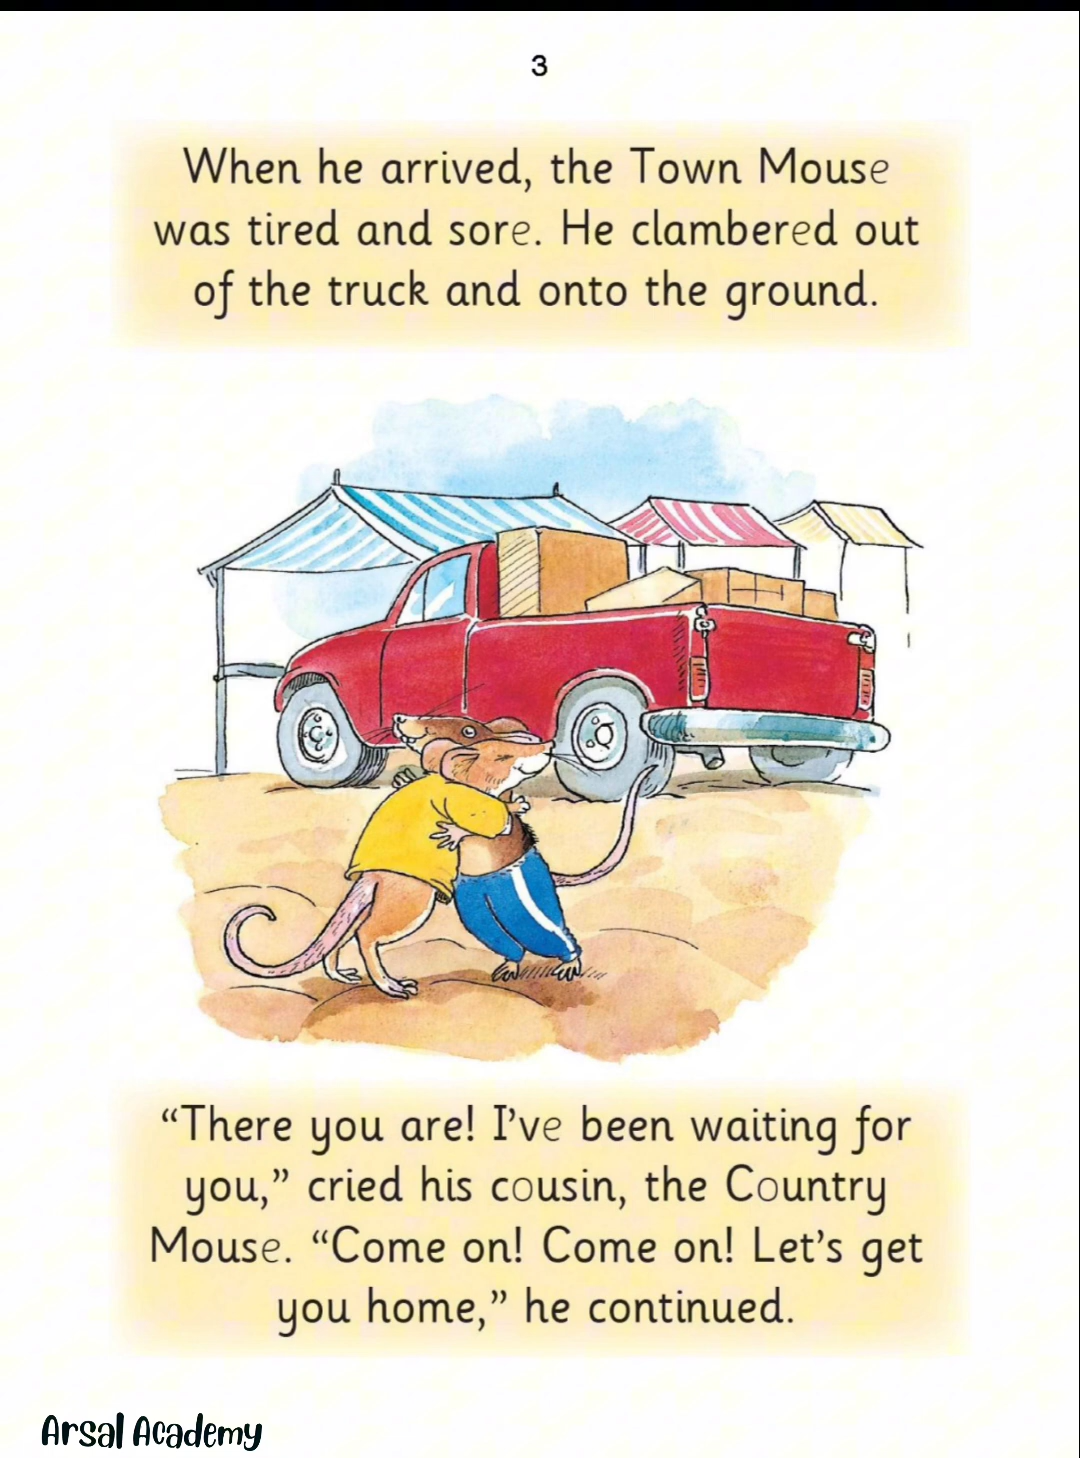 3
When he arrived, the Town Mouse
was tired and sore. He clambered out
of the truck and onto the ground.
“There you are! I’ve been waiting for
you,” cried his cousin, the Country
Mouse. “Come on! Come on! Let’s get
you home,” he continued.
Arsal Academy